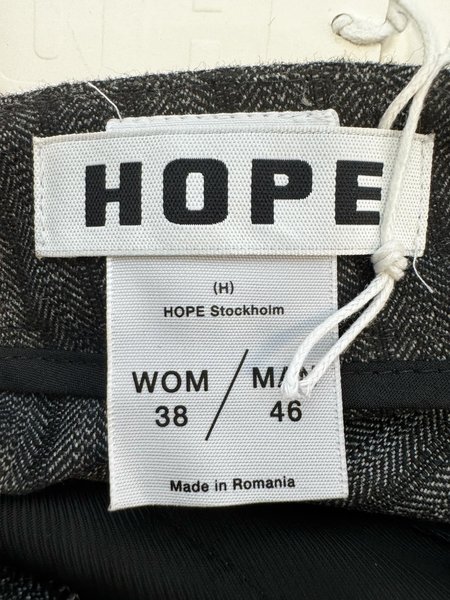 HOPE
(H)
HOPE Stockholm
WOM / MAN
38 46
Made in Romania